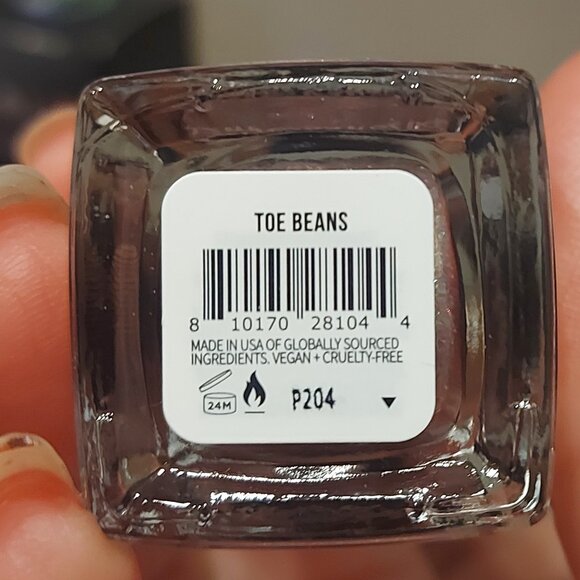 TOE BEANS
8 10170 28104 4
MADE IN USA OF GLOBALLY SOURCED
INGREDIENTS. VEGAN + CRUELTY-FREE
24M P204